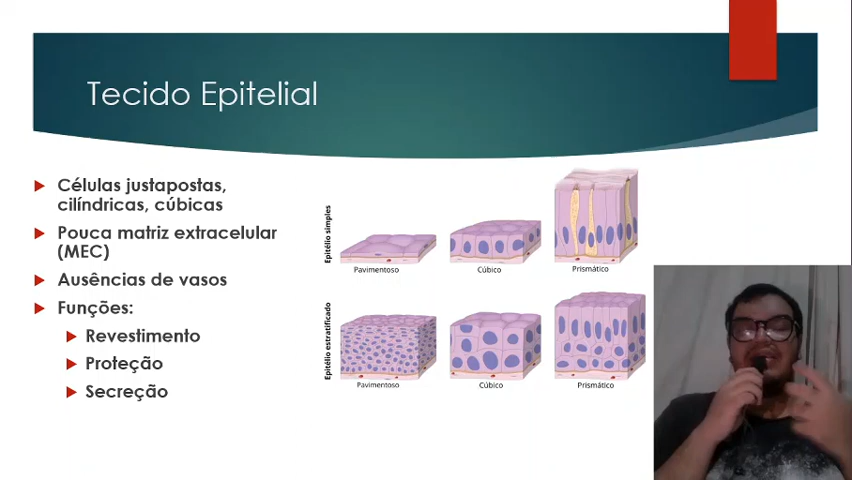 Tecido Epitelial
Células justapostas,
cilíndricas, cúbicas
Pouca matriz extracelular
(MEC)
Ausências de vasos
Funções:
Revestimento
Proteção
Secreção
Epitélio simples
Pavimentoso
Cúbico
Prismático
Epitélio estratificado
Pavimentoso
Cúbico
Prismático